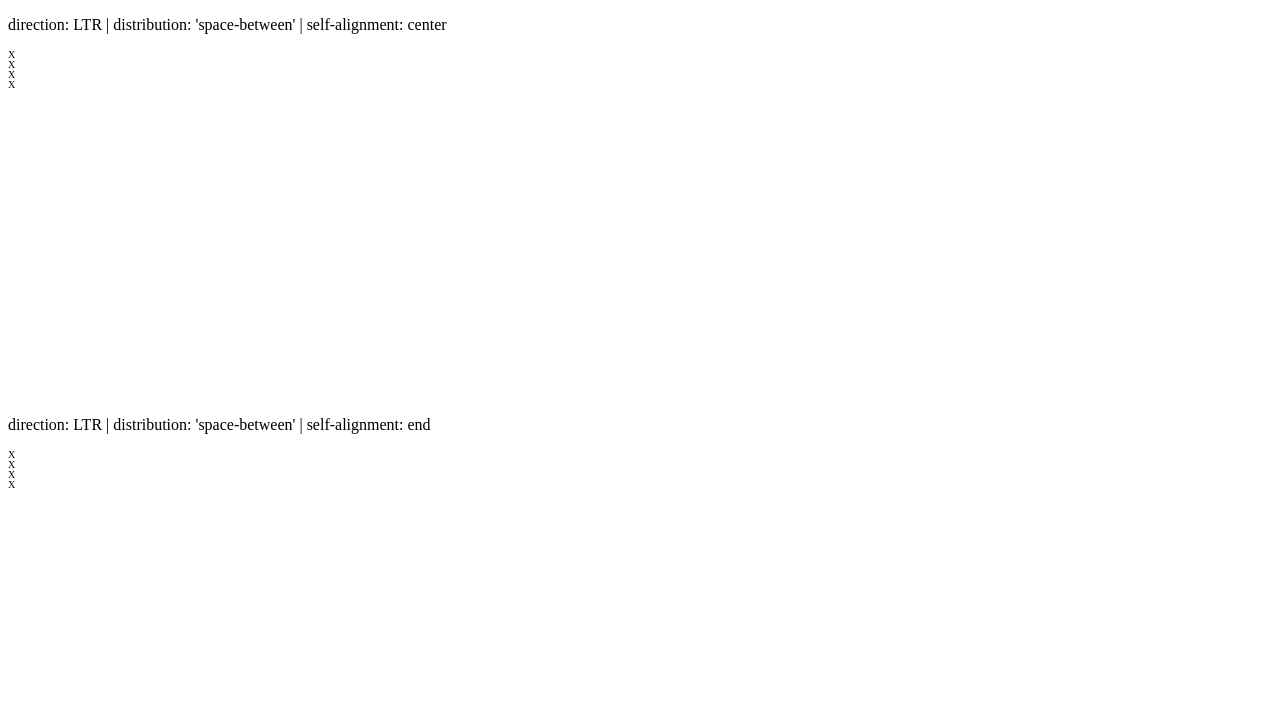 direction: LTR | distribution: 'space-between' | self-alignment: center
x
x
x
x
direction: LTR | distribution: 'space-between' | self-alignment: end
x
x
x
x